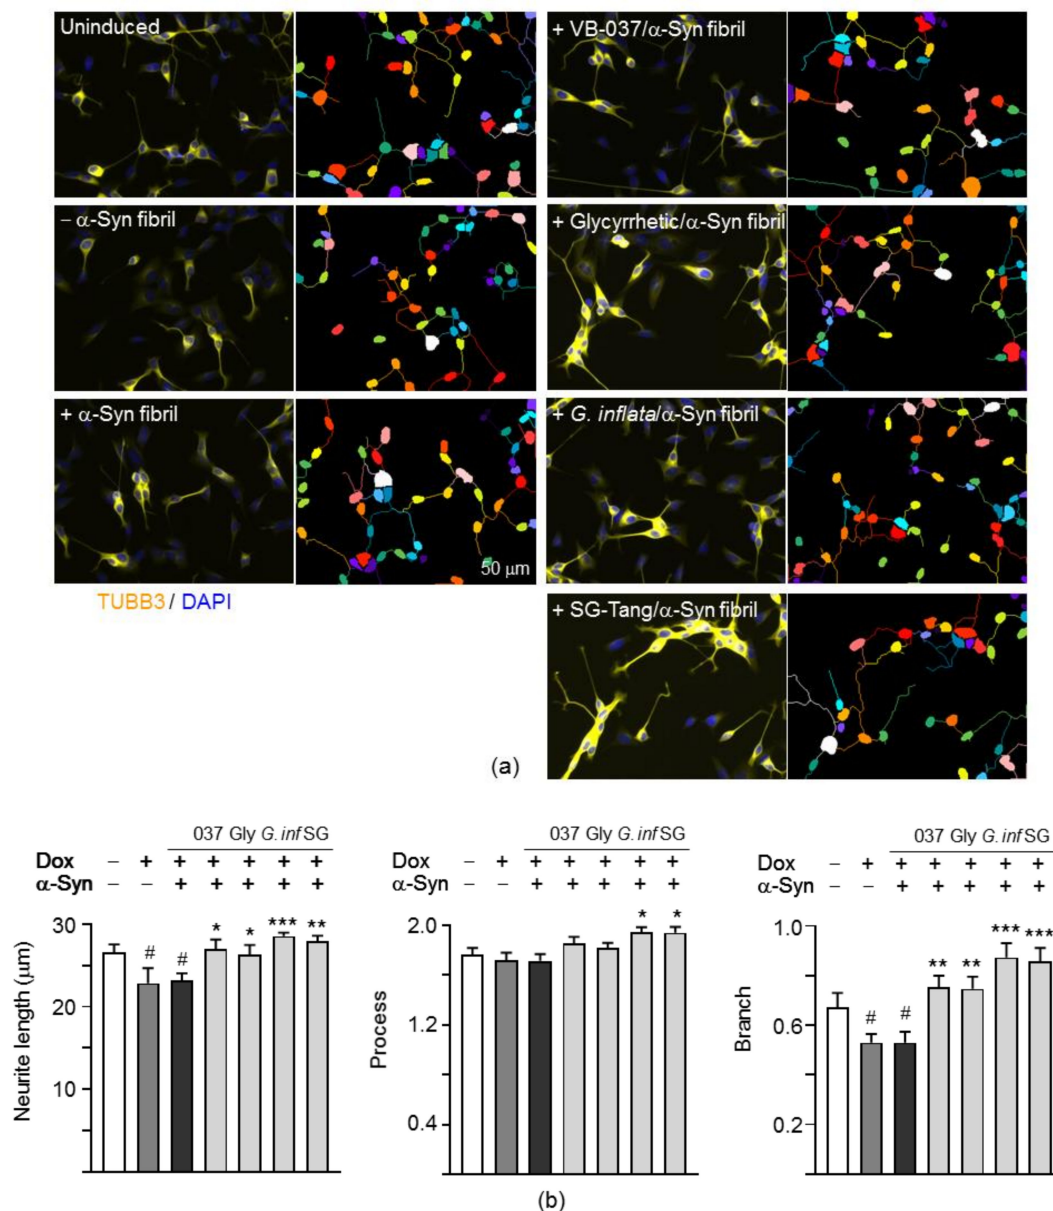 Uninduced
– α-Syn fibril
+ α-Syn fibril
50 μm
TUBB3 / DAPI
+ VB-037/α-Syn fibril
+ Glycyrrhetic/α-Syn fibril
+ G. inflata/α-Syn fibril
+ SG-Tang/α-Syn fibril
(a)
037 Gly G. inf SG
Dox – + + + + + +
α-Syn – – + + + + +
30
20
10
Neurite length (μm)
# # * * *** **
037 Gly G. inf SG
Dox – + + + + + +
α-Syn – – + + + + +
2.0
1.2
0.4
Process
* *
037 Gly G. inf SG
Dox – + + + + + +
α-Syn – – + + + + +
1.0
0.6
0.2
Branch
# # ** ** *** ***
(b)